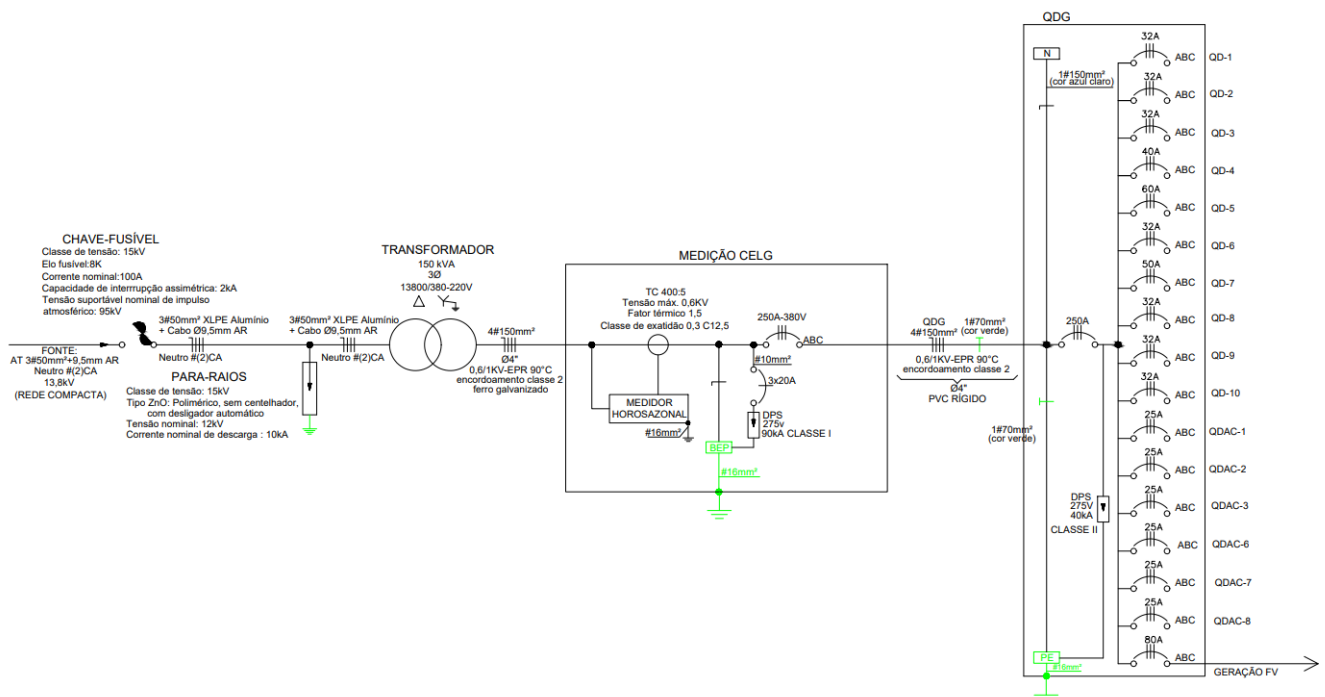 CHAVE-FUSÍVEL
Classe de tensão: 15kV
Elo fusível:8K
Corrente nominal:100A
Capacidade de interrrupção assimétrica: 2kA
Tensão suportável nominal de impulso
atmosférico: 95kV
3#50mm² XLPE Alumínio
+ Cabo Ø9,5mm AR
Neutro #(2)CA
FONTE:
AT 3#50mm²+9,5mm AR
Neutro #(2)CA
13,8kV
(REDE COMPACTA)
PARA-RAIOS
Classe de tensão: 15kV
Tipo ZnO: Polimérico, sem centelhador,
com desligador automático
Tensão nominal: 12kV
Corrente nominal de descarga : 10kA
3#50mm² XLPE Alumínio
+ Cabo Ø9,5mm AR
Neutro #(2)CA
TRANSFORMADOR
150 kVA
3Ø
13800/380-220V
4#150mm²
Ø4"
0,6/1KV-EPR 90°C
encordoamento classe 2
ferro galvanizado
MEDIÇÃO CELG
TC 400:5
Tensão máx. 0,6KV
Fator térmico 1,5
Classe de exatidão 0,3 C12,5
MEDIDOR
HOROSAZONAL
#16mm²
250A-380V
ABC
#10mm²
3x20A
DPS
275v
90kA CLASSE I
BEP
#16mm²
QDG
4#150mm²
1#70mm²
(cor verde)
0,6/1KV-EPR 90°C
encordoamento classe 2
Ø4"
PVC RÍGIDO
QDG
N
1#150mm²
(cor azul claro)
250A
1#70mm²
(cor verde)
DPS
275V
40kA
CLASSE II
PE
#16mm²
32A
ABC QD-1
32A
ABC QD-2
32A
ABC QD-3
40A
ABC QD-4
60A
ABC QD-5
32A
ABC QD-6
50A
ABC QD-7
32A
ABC QD-8
32A
ABC QD-9
32A
ABC QD-10
25A
ABC QDAC-1
25A
ABC QDAC-2
25A
ABC QDAC-3
25A
ABC QDAC-6
25A
ABC QDAC-7
25A
ABC QDAC-8
80A
ABC
GERAÇÃO FV